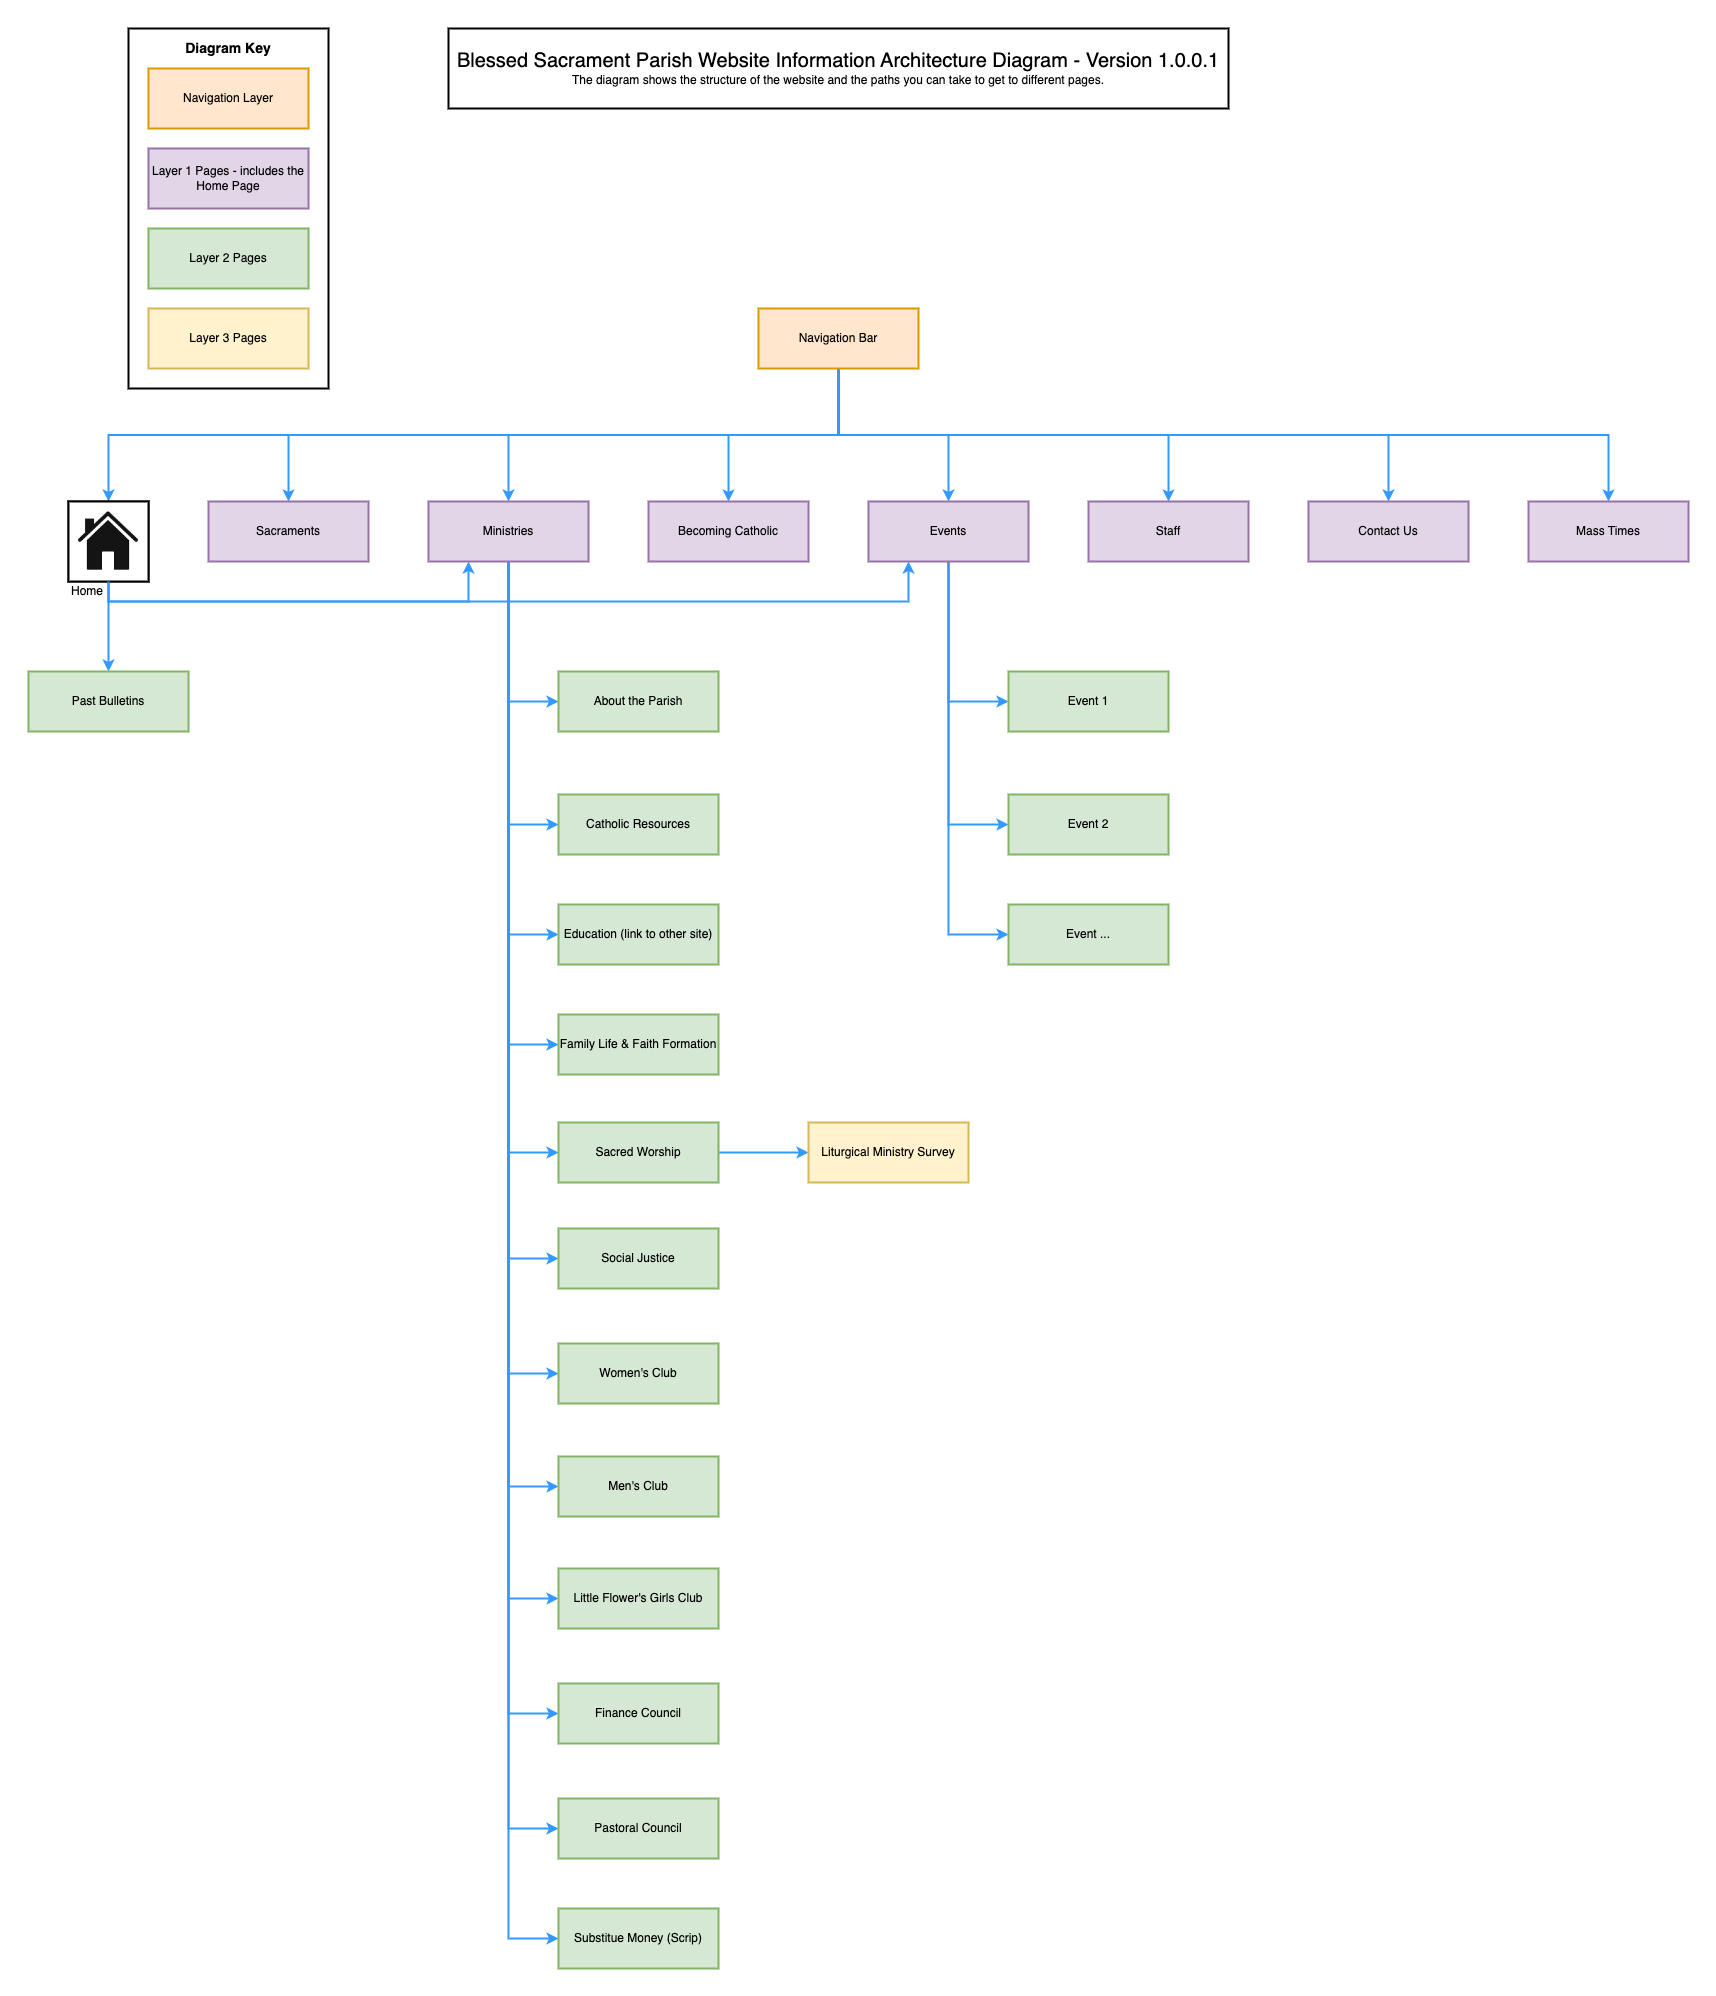 Diagram Key
Navigation Layer
Layer 1 Pages - includes the
Home Page
Layer 2 Pages
Layer 3 Pages
Blessed Sacrament Parish Website Information Architecture Diagram - Version 1.0.0.1
The diagram shows the structure of the website and the paths you can take to get to different pages.
Navigation Bar
Home
Sacraments
Ministries
Becoming Catholic
Events
Staff
Contact Us
Mass Times
Past Bulletins
About the Parish
Event 1
Catholic Resources
Event 2
Education (link to other site)
Event ...
Family Life & Faith Formation
Sacred Worship
Liturgical Ministry Survey
Social Justice
Women's Club
Men's Club
Little Flower's Girls Club
Finance Council
Pastoral Council
Substitue Money (Scrip)